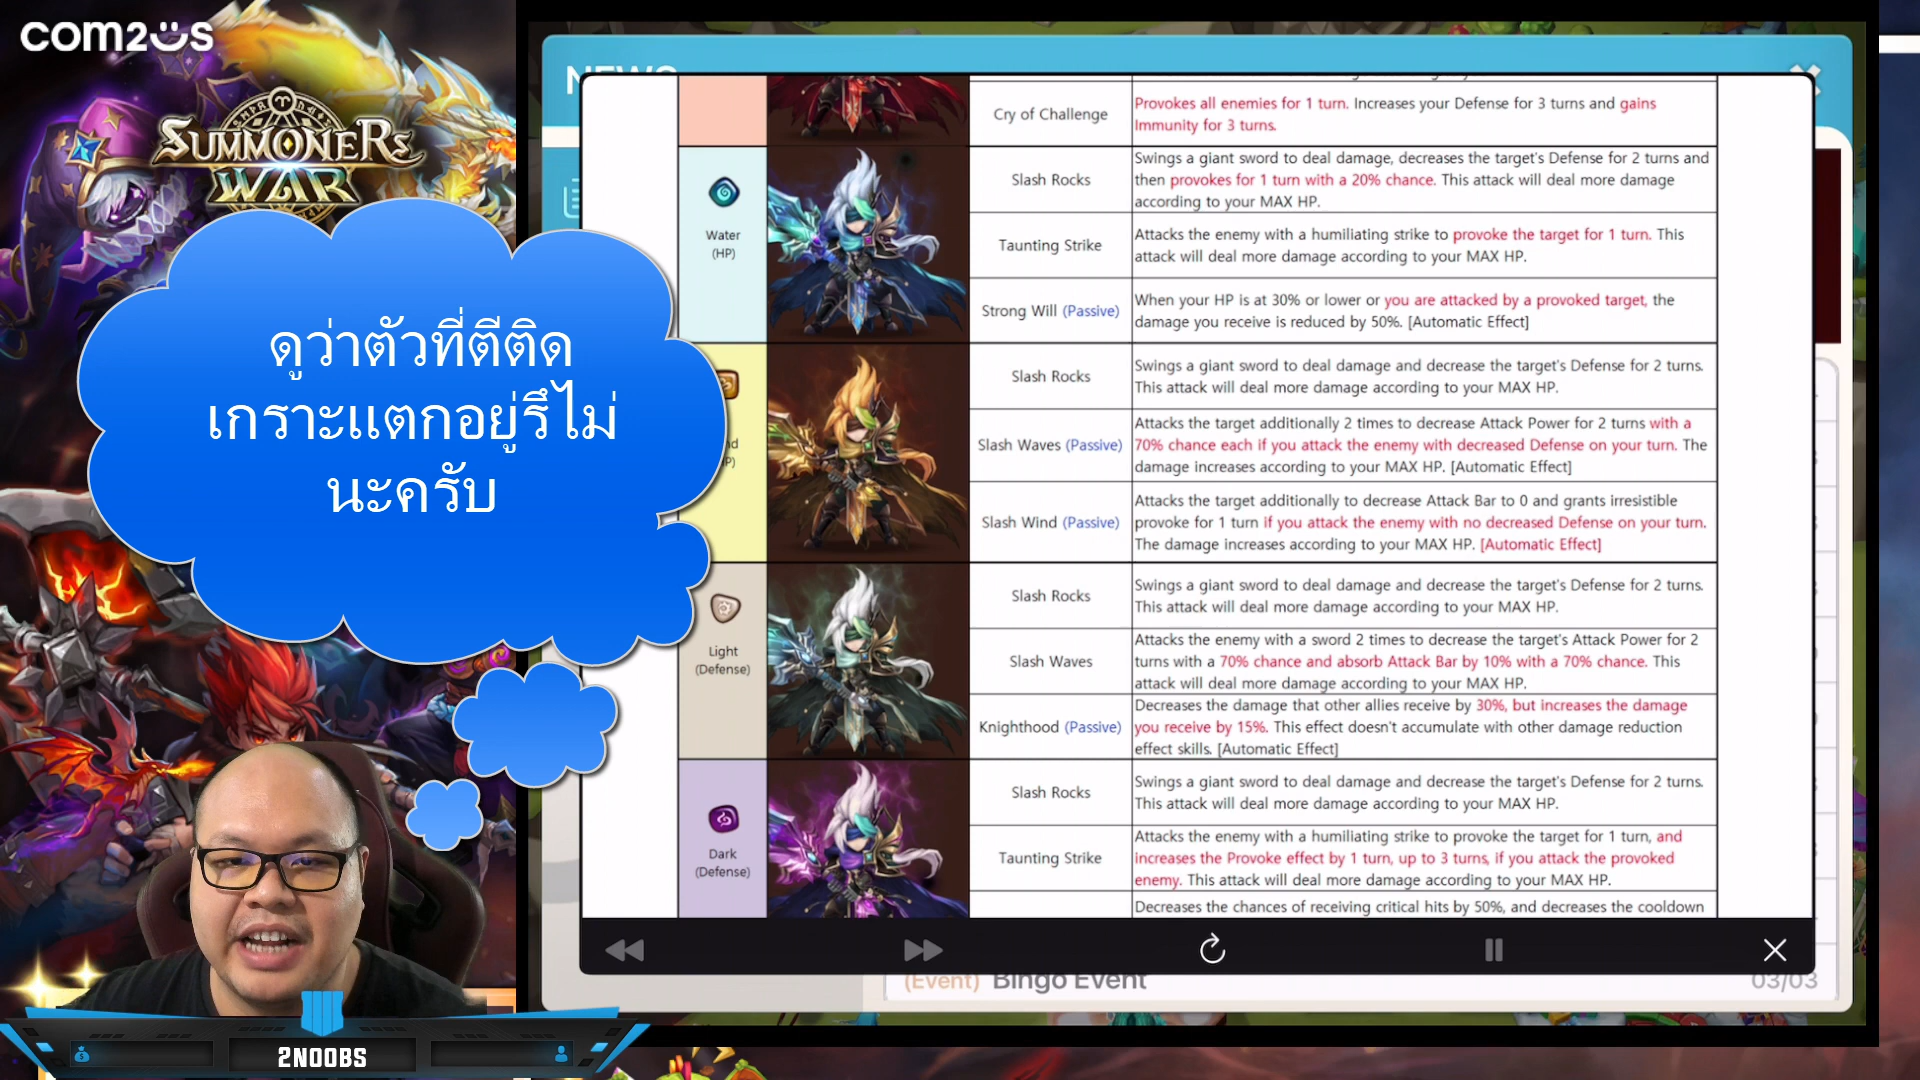 com2us
SUMMONERS
WAR
ดูว่าตัวที่ตีติด
เกราะแตกอยู่รึไม่
นะครับ
2NOOBS
Cry of Challenge
Provokes all enemies for 1 turn. Increases your Defense for 3 turns and gains
Immunity for 3 turns.
Water
(HP)
Slash Rocks
Swings a giant sword to deal damage, decreases the target's Defense for 2 turns and
then provokes for 1 turn with a 20% chance. This attack will deal more damage
according to your MAX HP.
Taunting Strike
Attacks the enemy with a humiliating strike to provoke the target for 1 turn. This
attack will deal more damage according to your MAX HP.
Strong Will (Passive)
When your HP is at 30% or lower or you are attacked by a provoked target, the
damage you receive is reduced by 50%. [Automatic Effect]
Slash Rocks
Swings a giant sword to deal damage and decrease the target's Defense for 2 turns.
This attack will deal more damage according to your MAX HP.
Slash Waves (Passive)
Attacks the target additionally 2 times to decrease Attack Power for 2 turns with a
70% chance each if you attack the enemy with decreased Defense on your turn. The
damage increases according to your MAX HP. [Automatic Effect]
Slash Wind (Passive)
Attacks the target additionally to decrease Attack Bar to 0 and grants irresistible
provoke for 1 turn if you attack the enemy with no decreased Defense on your turn.
The damage increases according to your MAX HP. [Automatic Effect]
Light
(Defense)
Slash Rocks
Swings a giant sword to deal damage and decrease the target's Defense for 2 turns.
This attack will deal more damage according to your MAX HP.
Slash Waves
Attacks the enemy with a sword 2 times to decrease the target's Attack Power for 2
turns with a 70% chance and absorb Attack Bar by 10% with a 70% chance. This
attack will deal more damage according to your MAX HP.
Knighthood (Passive)
Decreases the damage that other allies receive by 30%, but increases the damage
you receive by 15%. This effect doesn't accumulate with other damage reduction
effect skills. [Automatic Effect]
Dark
(Defense)
Slash Rocks
Swings a giant sword to deal damage and decrease the target's Defense for 2 turns.
This attack will deal more damage according to your MAX HP.
Taunting Strike
Attacks the enemy with a humiliating strike to provoke the target for 1 turn, and
increases the Provoke effect by 1 turn, up to 3 turns, if you attack the provoked
enemy. This attack will deal more damage according to your MAX HP.
Decreases the chances of receiving critical hits by 50%, and decreases the cooldown
(Event) Bingo Event
03/03